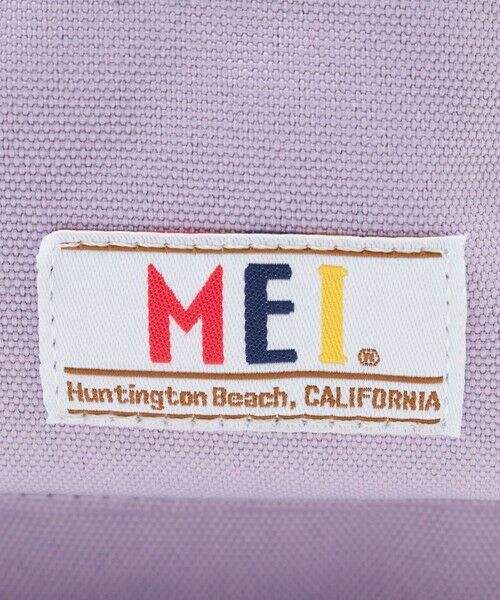 MEI.®
Huntington Beach, CALIFORNIA